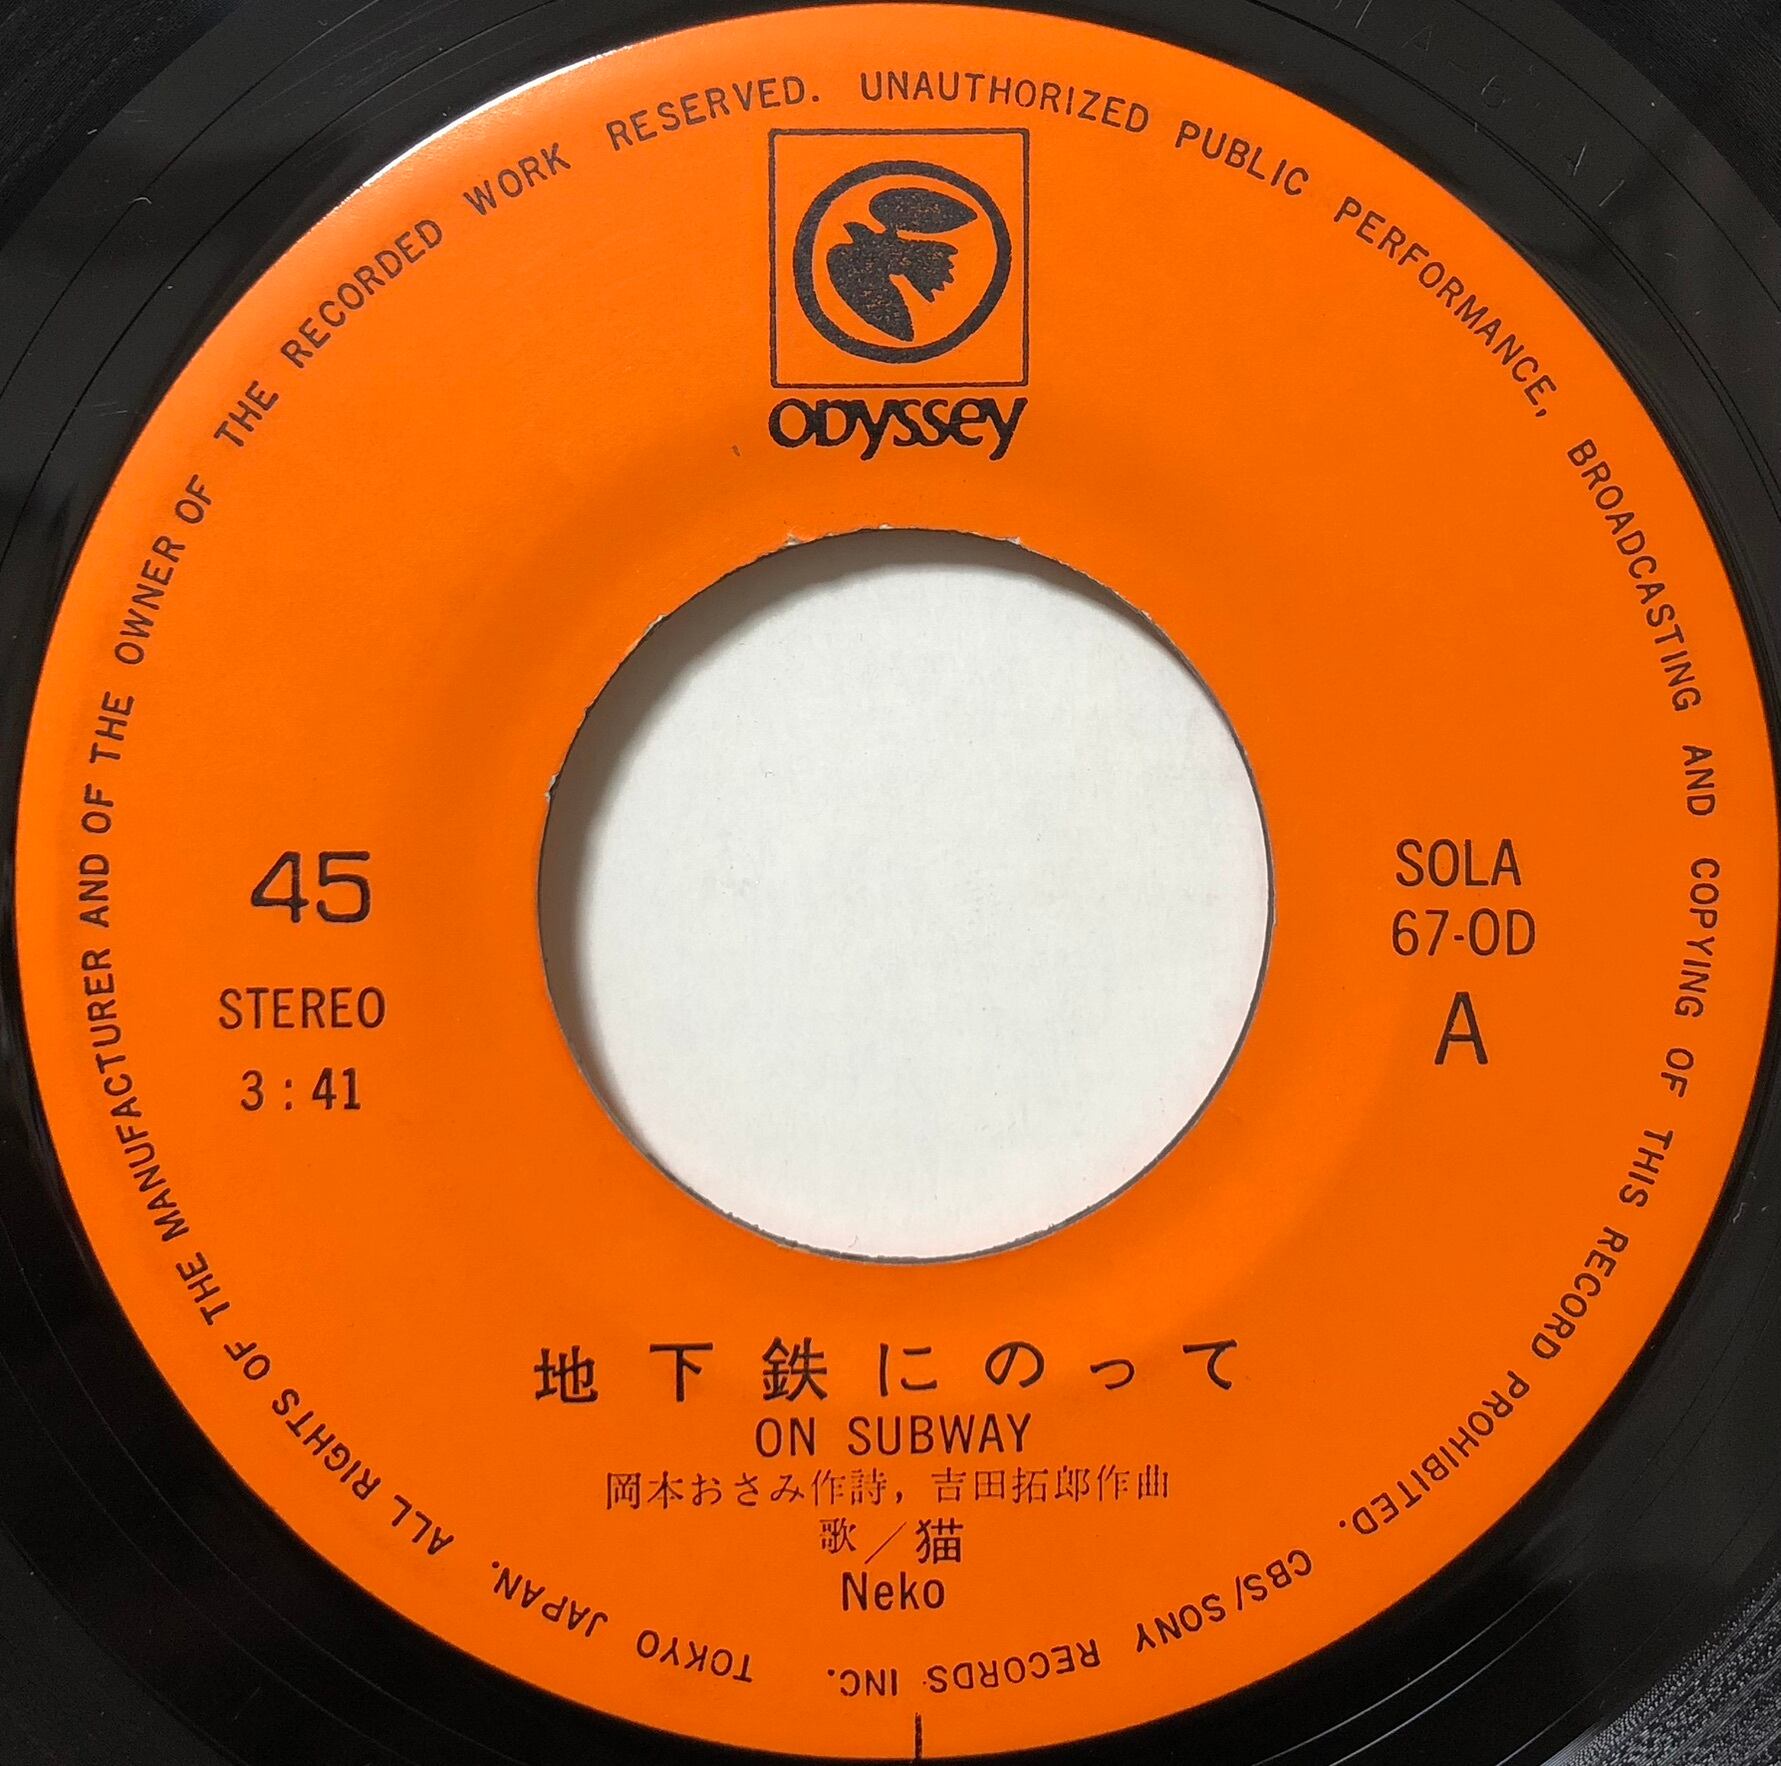 ALL RIGHTS OF THE MANUFACTURER AND OF THE OWNER OF THE RECORDED WORK RESERVED. UNAUTHORIZED PUBLIC PERFORMANCE, BROADCASTING AND COPYING OF THIS RECORD PROHIBITED. CBS/SONY RECORDS INC. TOKYO JAPAN.
ODYSSEY
45
STEREO
3:41
SOLA
67-OD
A
地下鉄にのって
ON SUBWAY
岡本おさみ作詩，吉田拓郎作曲
歌／猫
Neko